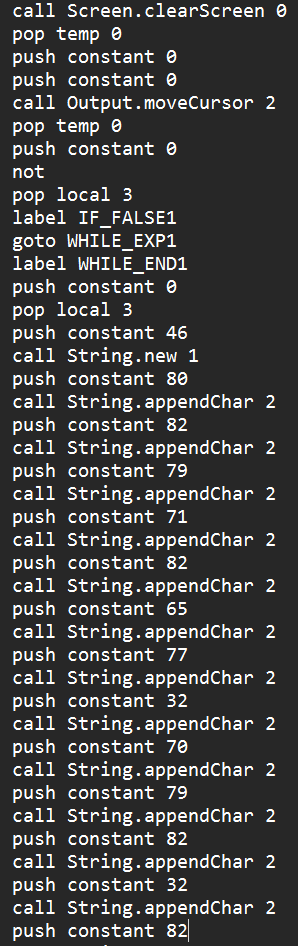 call Screen.clearScreen 0
pop temp 0
push constant 0
push constant 0
call Output.moveCursor 2
pop temp 0
push constant 0
not
pop local 3
label IF_FALSE1
goto WHILE_EXP1
label WHILE_END1
push constant 0
pop local 3
push constant 46
call String.new 1
push constant 80
call String.appendChar 2
push constant 82
call String.appendChar 2
push constant 79
call String.appendChar 2
push constant 71
call String.appendChar 2
push constant 82
call String.appendChar 2
push constant 65
call String.appendChar 2
push constant 77
call String.appendChar 2
push constant 32
call String.appendChar 2
push constant 70
call String.appendChar 2
push constant 79
call String.appendChar 2
push constant 82
call String.appendChar 2
push constant 32
call String.appendChar 2
push constant 82